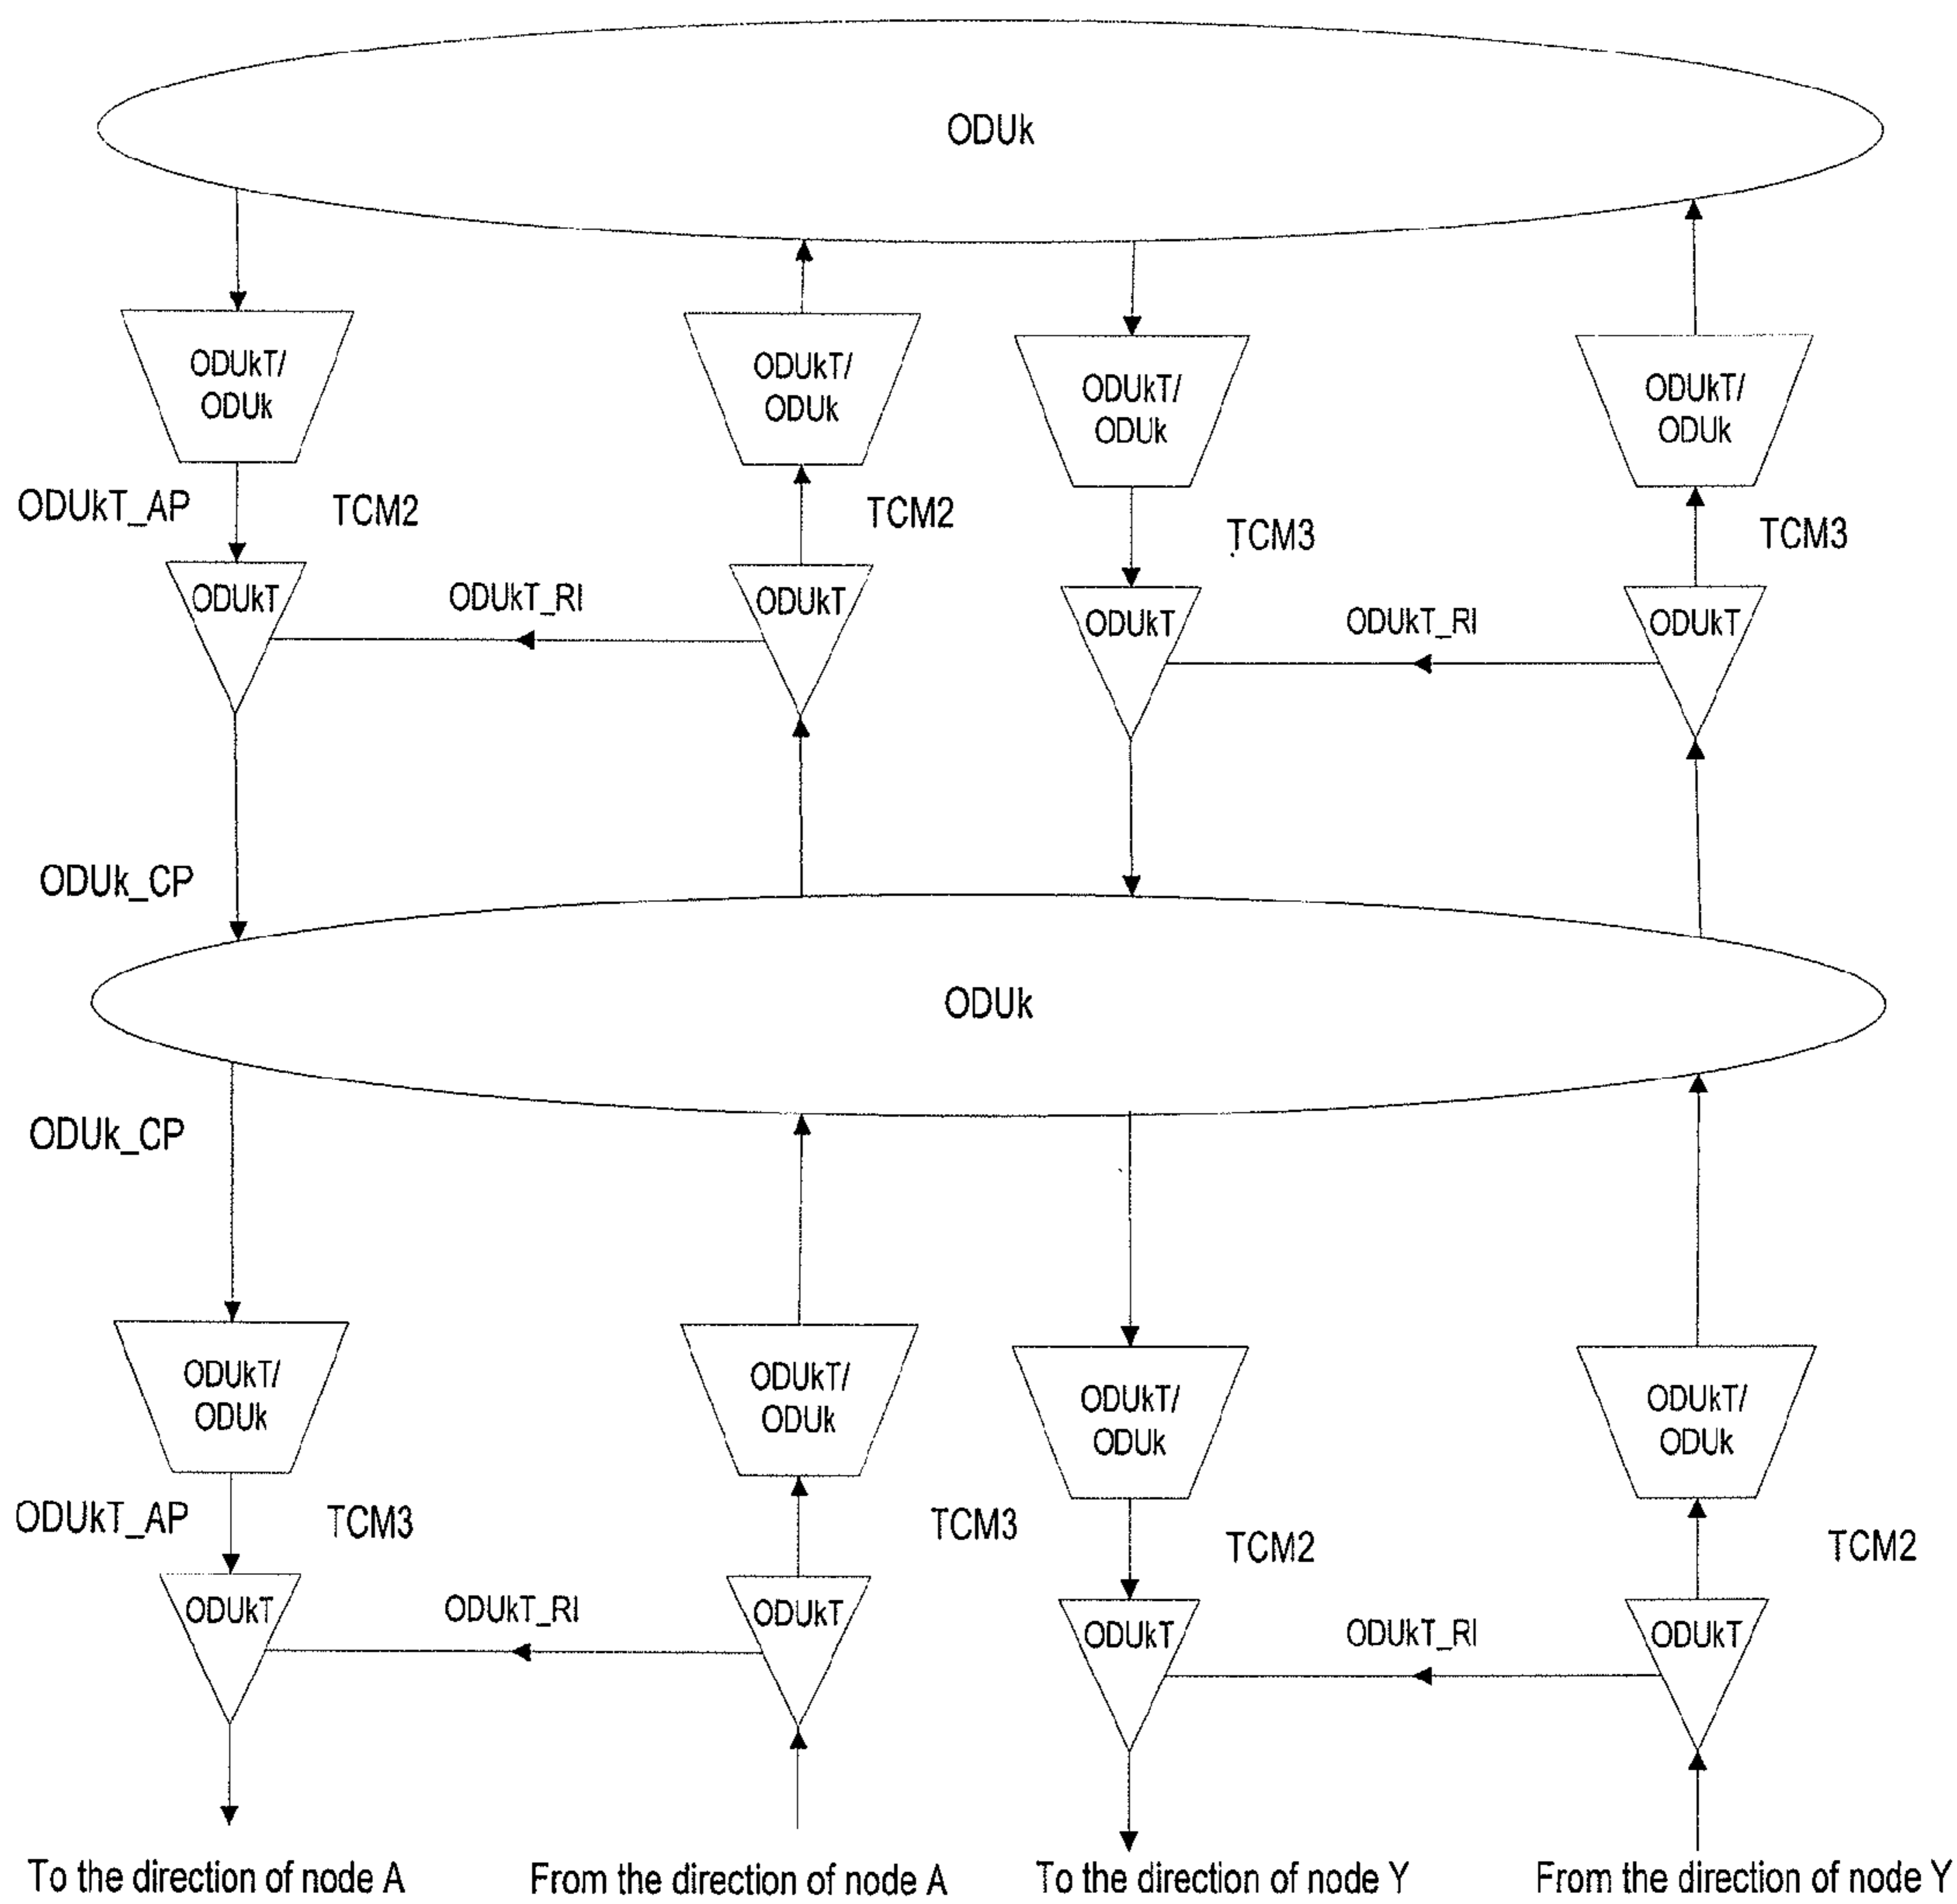 ODUk
ODUkT/
ODUk
ODUkT/
ODUk
ODUkT/
ODUk
ODUkT/
ODUk
ODUkT_AP
TCM2
TCM2
TCM3
TCM3
ODUkT
ODUkT_RI
ODUkT
ODUkT
ODUkT_RI
ODUkT
ODUk_CP
ODUk
ODUk_CP
ODUkT/
ODUk
ODUkT/
ODUk
ODUkT/
ODUk
ODUkT/
ODUk
ODUkT_AP
TCM3
TCM3
TCM2
TCM2
ODUkT
ODUkT_RI
ODUkT
ODUkT
ODUkT_RI
ODUkT
To the direction of node A
From the direction of node A
To the direction of node Y
From the direction of node Y